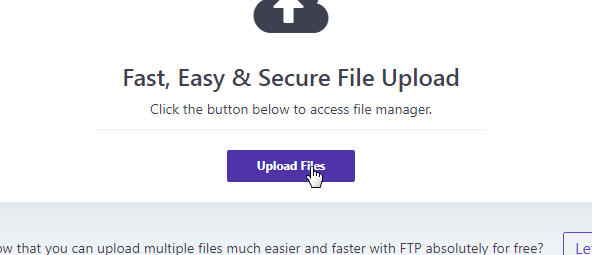 Fast, Easy & Secure File Upload
Click the button below to access file manager.
Upload Files
that you can upload multiple files much easier and faster with FTP absolutely for free?